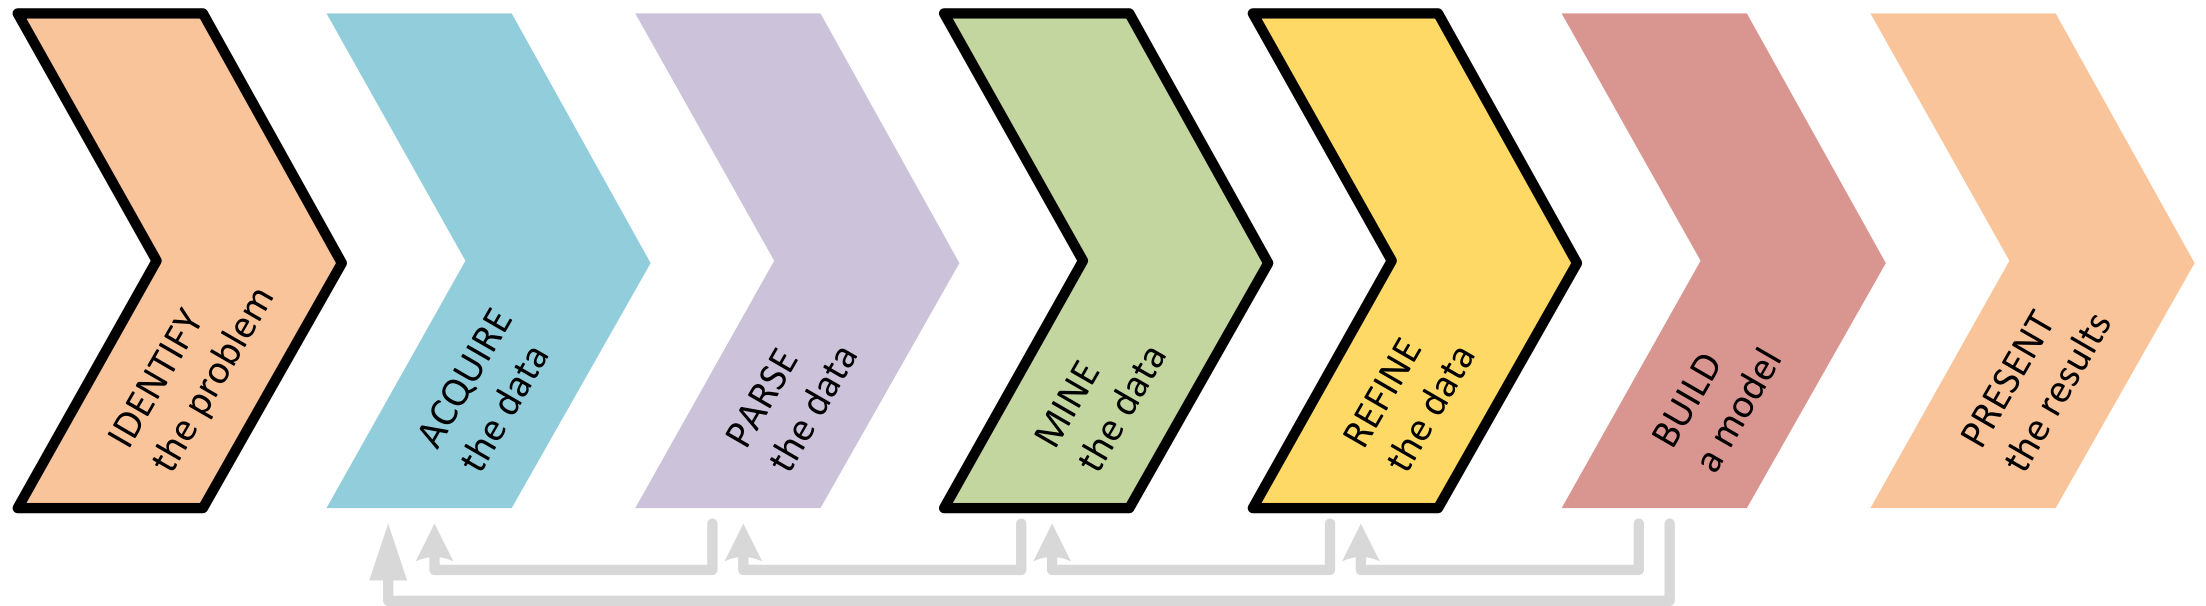 IDENTIFY
the problem
ACQUIRE
the data
PARSE
the data
MINE
the data
REFINE
the data
BUILD
a model
PRESENT
the results